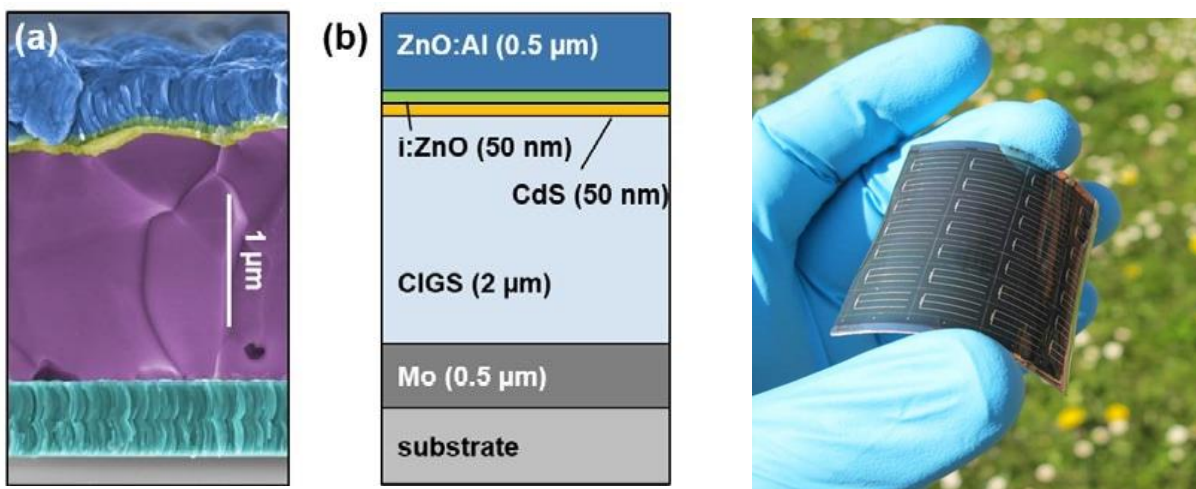 (a)
1 µm
(b)
ZnO:Al (0.5 µm)
i:ZnO (50 nm)
CdS (50 nm)
CIGS (2 µm)
Mo (0.5 µm)
substrate